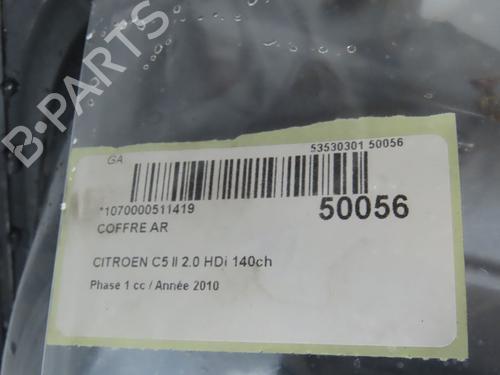 B-PARTS
GA
53530301 50056
*1070000511419
50056
COFFRE AR
CITROEN C5 II 2.0 HDi 140ch
Phase 1 cc / Année 2010